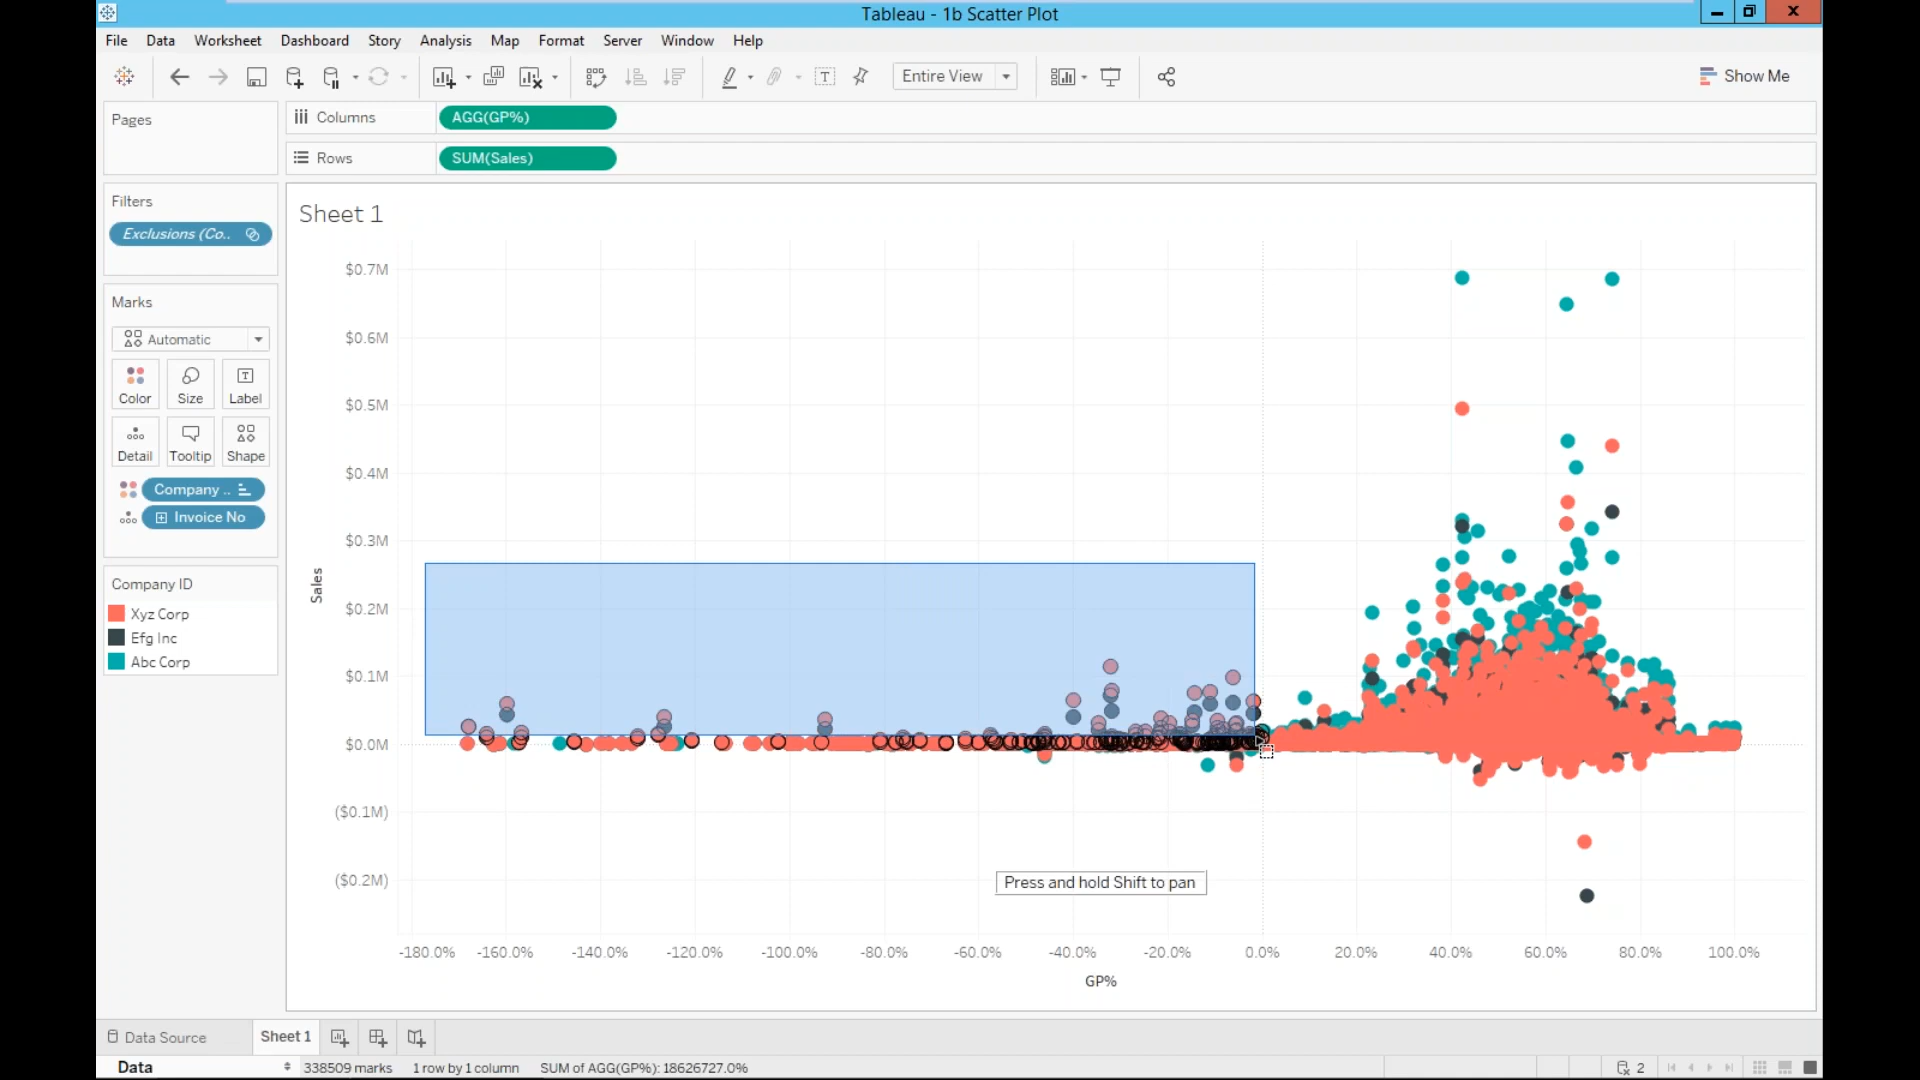 Tableau - 1b Scatter Plot
File Data Worksheet Dashboard Story Analysis Map Format Server Window Help
Entire View
Show Me
Pages
Columns
AGG(GP%)
Rows
SUM(Sales)
Filters
Exclusions (Co..
Marks
Automatic
Color
Size
Label
Detail
Tooltip
Shape
Company ..
Invoice No
Company ID
Xyz Corp
Efg Inc
Abc Corp
Sheet 1
$0.7M
$0.6M
$0.5M
$0.4M
$0.3M
$0.2M
$0.1M
$0.0M
($0.1M)
($0.2M)
Sales
Press and hold Shift to pan
-180.0% -160.0% -140.0% -120.0% -100.0% -80.0% -60.0% -40.0% -20.0% 0.0% 20.0% 40.0% 60.0% 80.0% 100.0%
GP%
Data Source
Sheet 1
Data
338509 marks
1 row by 1 column
SUM of AGG(GP%): 18626727.0%
2